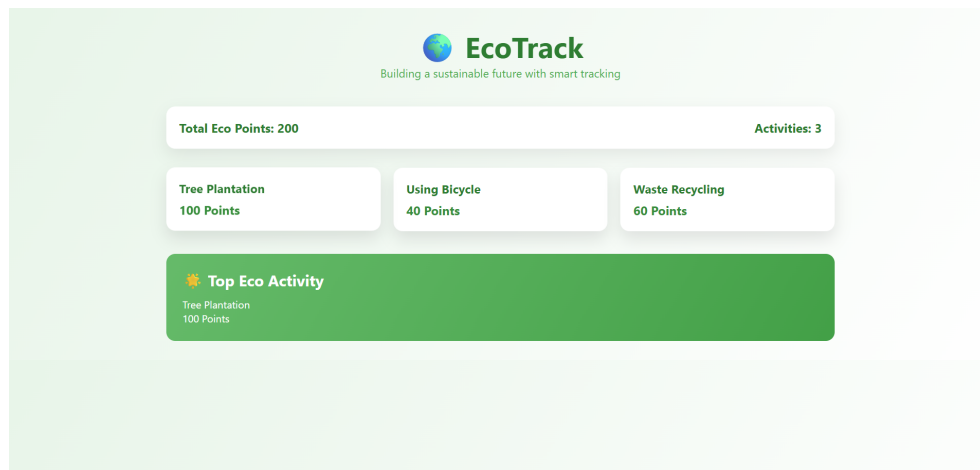 EcoTrack
Building a sustainable future with smart tracking
Total Eco Points: 200
Activities: 3
Tree Plantation
100 Points
Using Bicycle
40 Points
Waste Recycling
60 Points
Top Eco Activity
Tree Plantation
100 Points